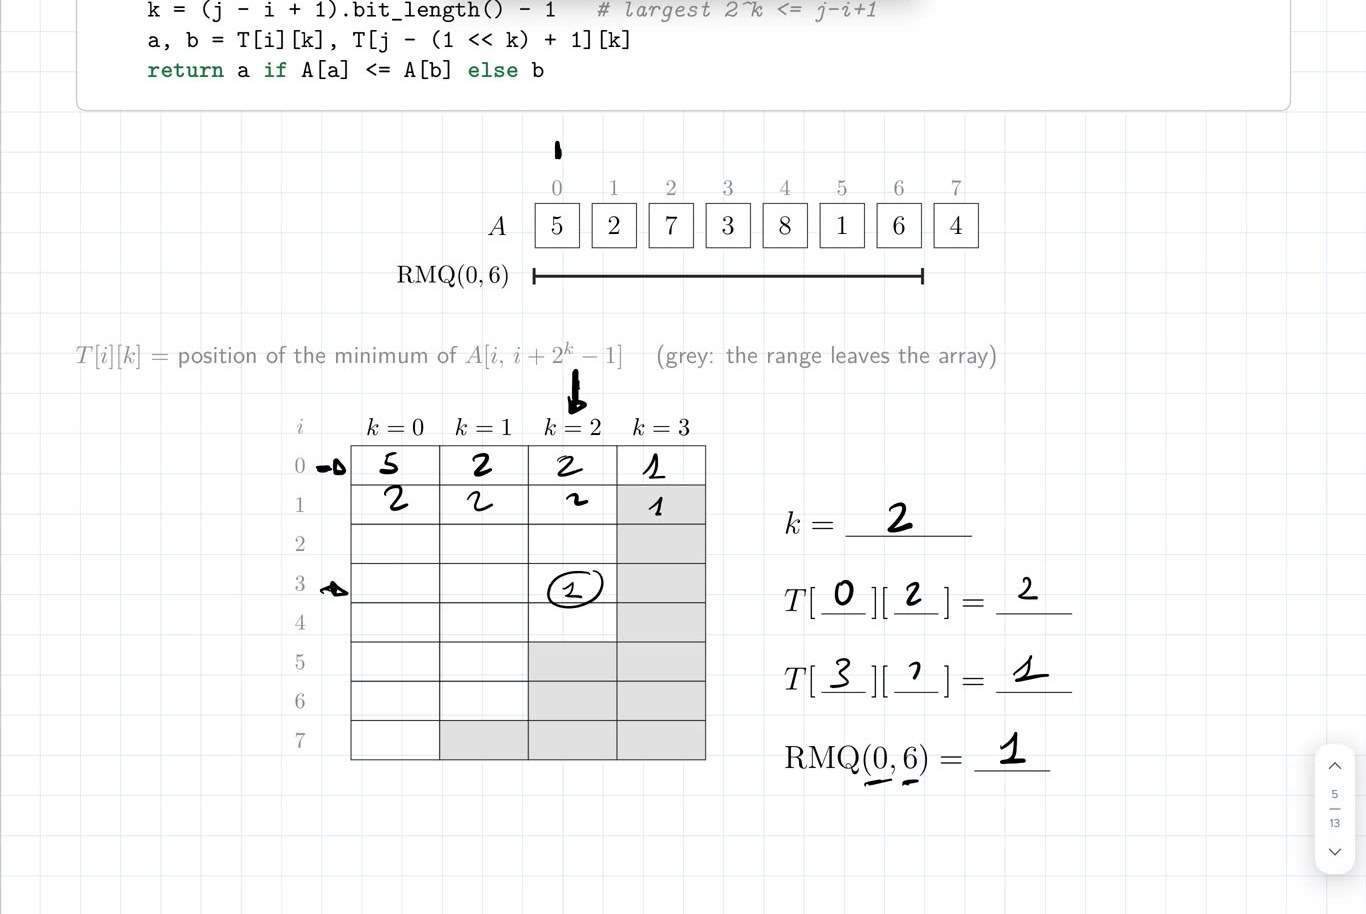 k = (j - i + 1).bit_length() - 1   # largest 2^k <= j-i+1
a, b = T[i][k], T[j - (1 << k) + 1][k]
return a if A[a] <= A[b] else b
0 1 2 3 4 5 6 7
A 5 2 7 3 8 1 6 4
RMQ(0, 6)
T[i][k] = position of the minimum of A[i, i + 2^k − 1] (grey: the range leaves the array)
i k = 0 k = 1 k = 2 k = 3
0 5 2 2 1
1 2 2 2 1
2
3 1
4
5
6
7
k = 2
T[0][2] = 2
T[3][?] = 1
RMQ(0, 6) = 1
5
13